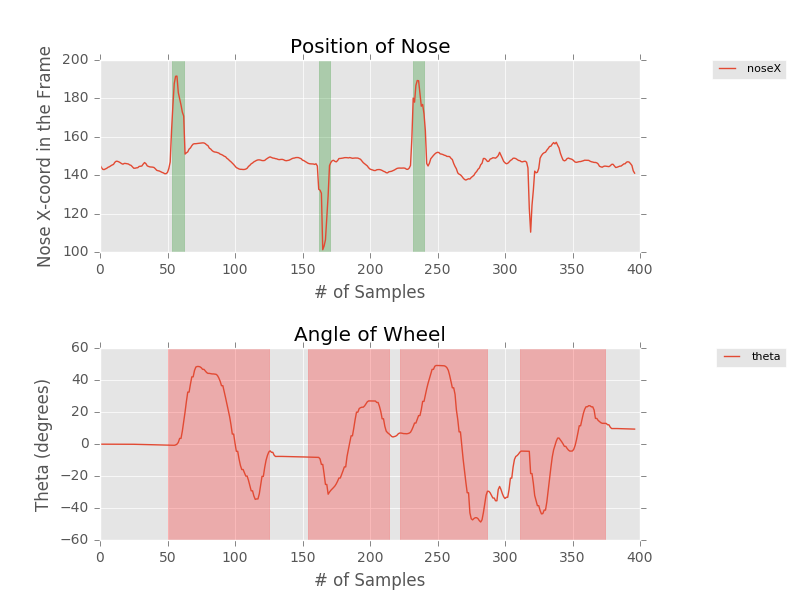 Position of Nose
Nose X-coord in the Frame
200
180
160
140
120
100
0 50 100 150 200 250 300 350 400
# of Samples
noseX
Angle of Wheel
Theta (degrees)
60
40
20
0
−20
−40
−60
0 50 100 150 200 250 300 350 400
# of Samples
theta